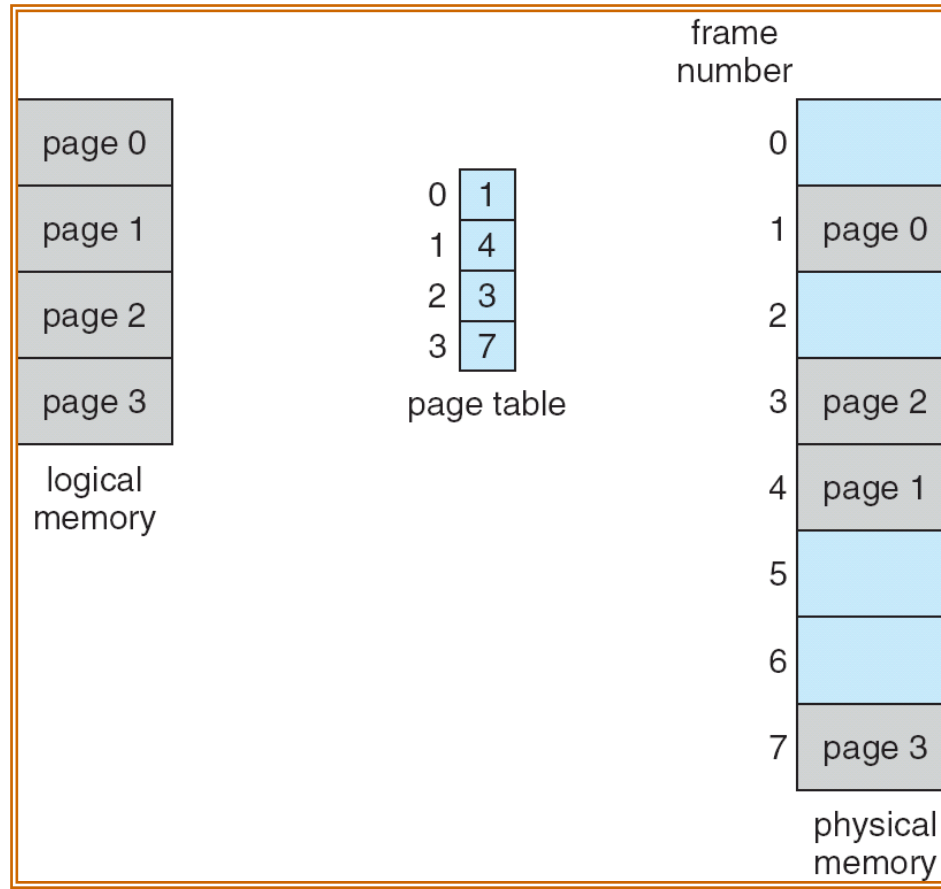 frame
number
page 0
page 1
page 2
page 3
logical
memory
0 1
1 4
2 3
3 7
page table
0
1 page 0
2
3 page 2
4 page 1
5
6
7 page 3
physical
memory